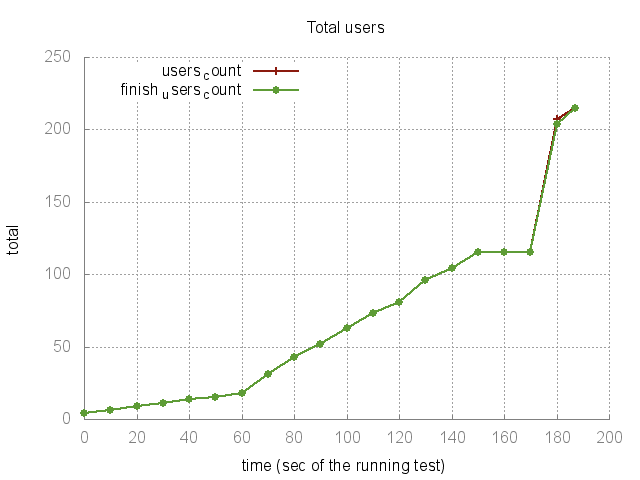 Total users
users_count
finish_users_count
250
200
150
100
50
0
total
0 20 40 60 80 100 120 140 160 180 200
time (sec of the running test)